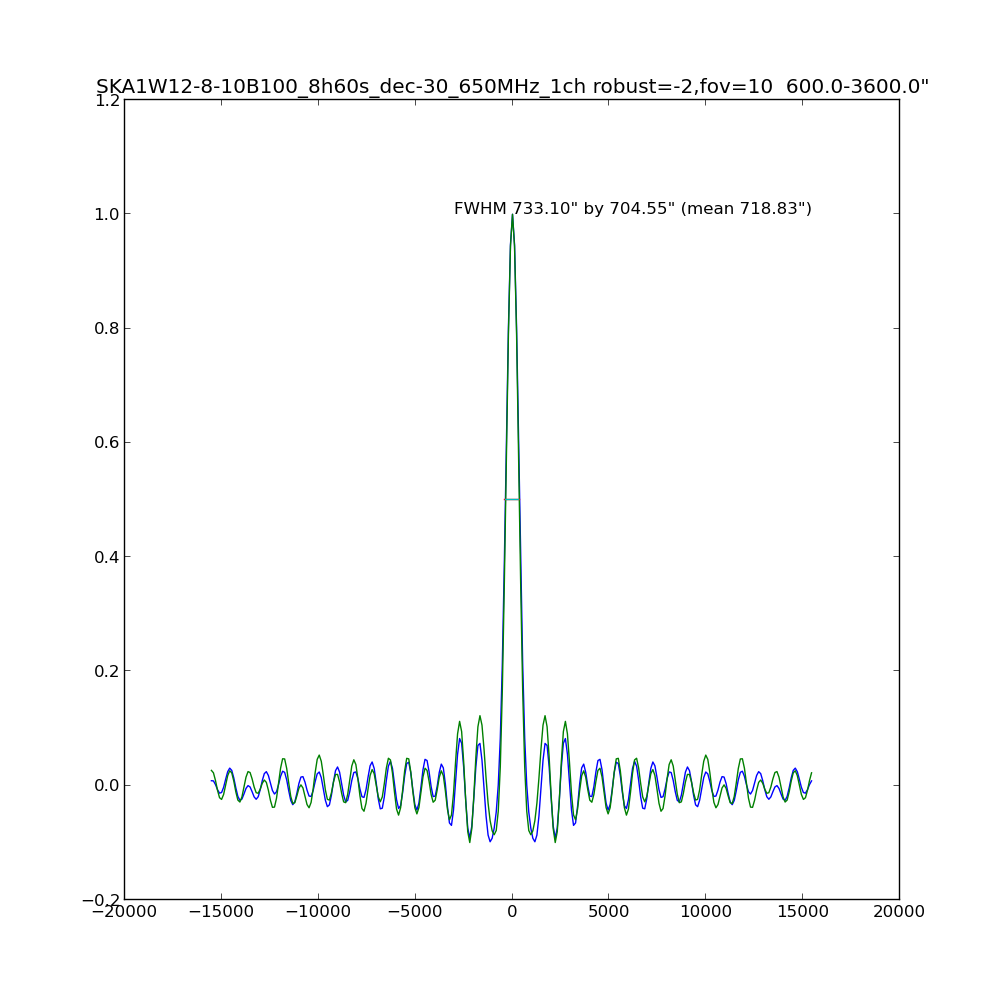 SKA1W12-8-10B100_8h60s_dec-30_650MHz_1ch robust=-2,fov=10  600.0-3600.0"
1.2
FWHM 733.10" by 704.55" (mean 718.83")
1.0
0.8
0.6
0.4
0.2
0.0
−0.2
−20000 −15000 −10000 −5000 0 5000 10000 15000 20000